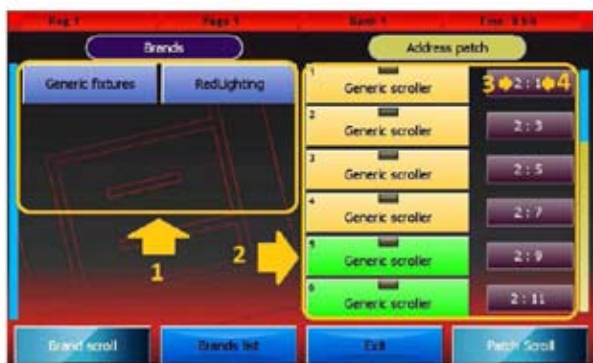 Reg 1 Page 1 Bank 1
Brands Address patch
Generic fixtures RedLighting
1 Generic scroller 3 2 : 1 4
2 Generic scroller 2 : 3
3 Generic scroller 2 : 5
4 Generic scroller 2 : 7
5 Generic scroller 2 : 9
6 Generic scroller 2 : 11
1
2
Brand scroll Brands list Exit Patch Scroll